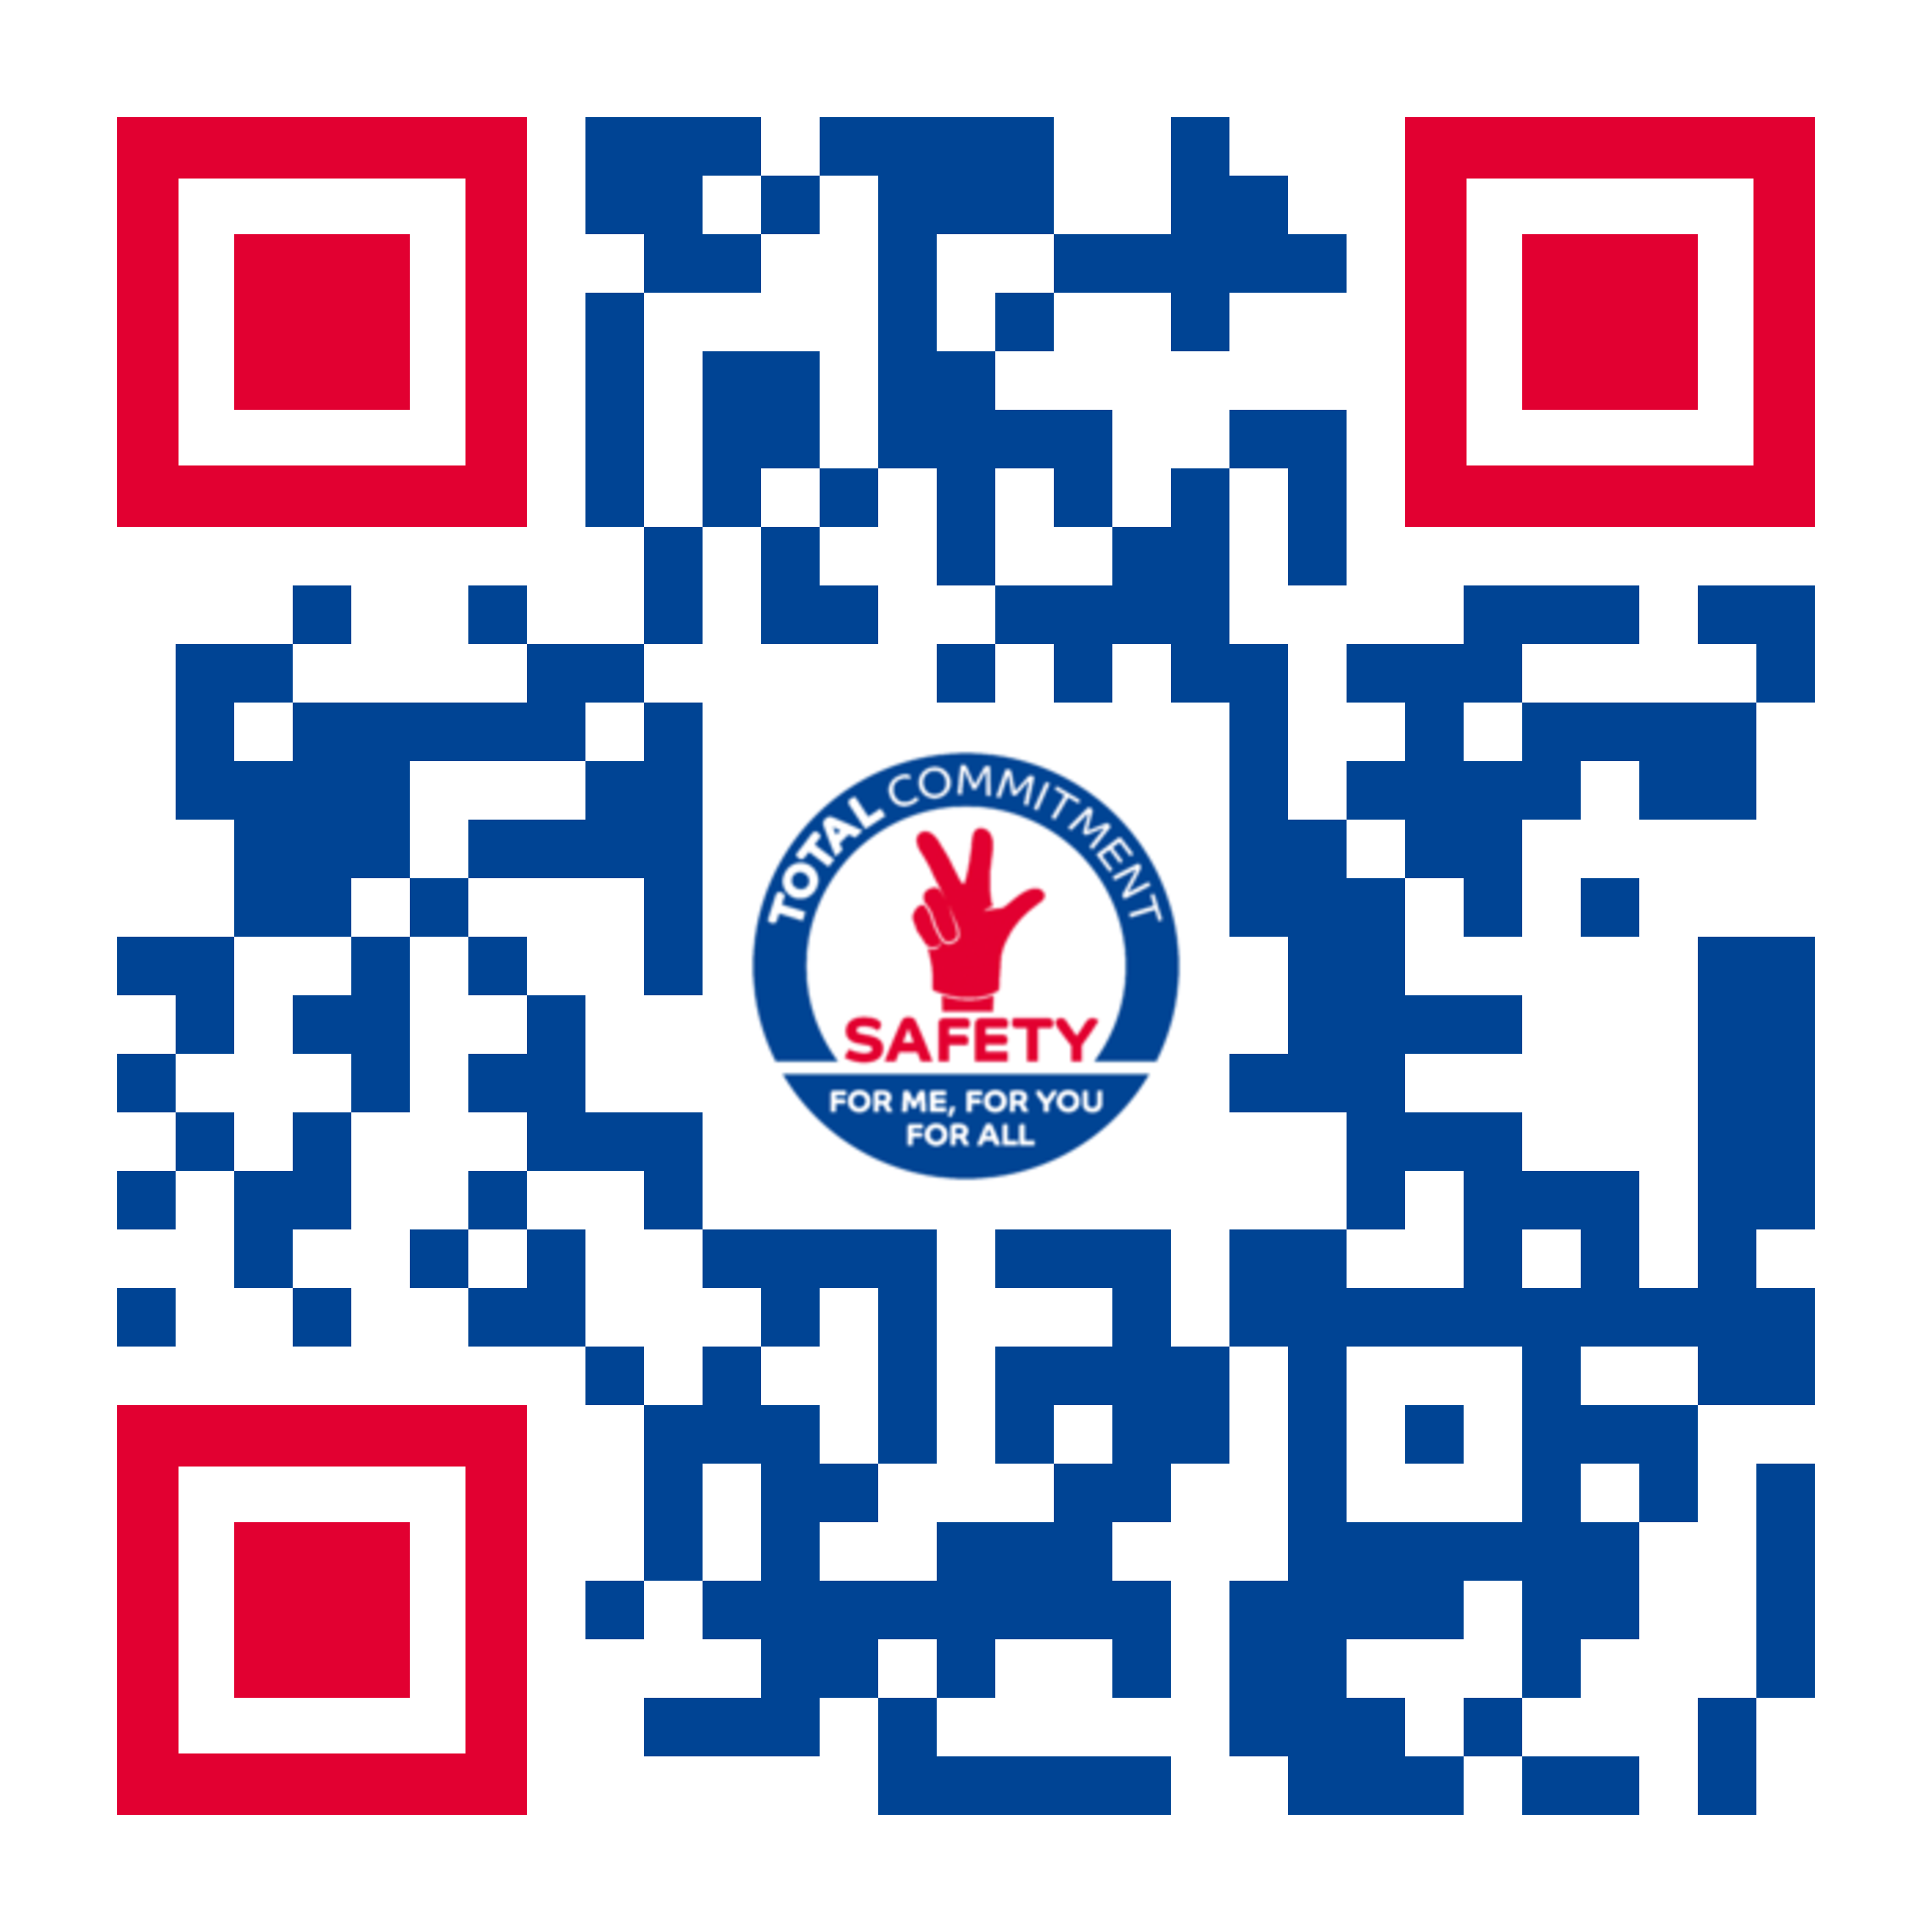 TOTAL COMMITMENT
SAFETY
FOR ME, FOR YOU
FOR ALL